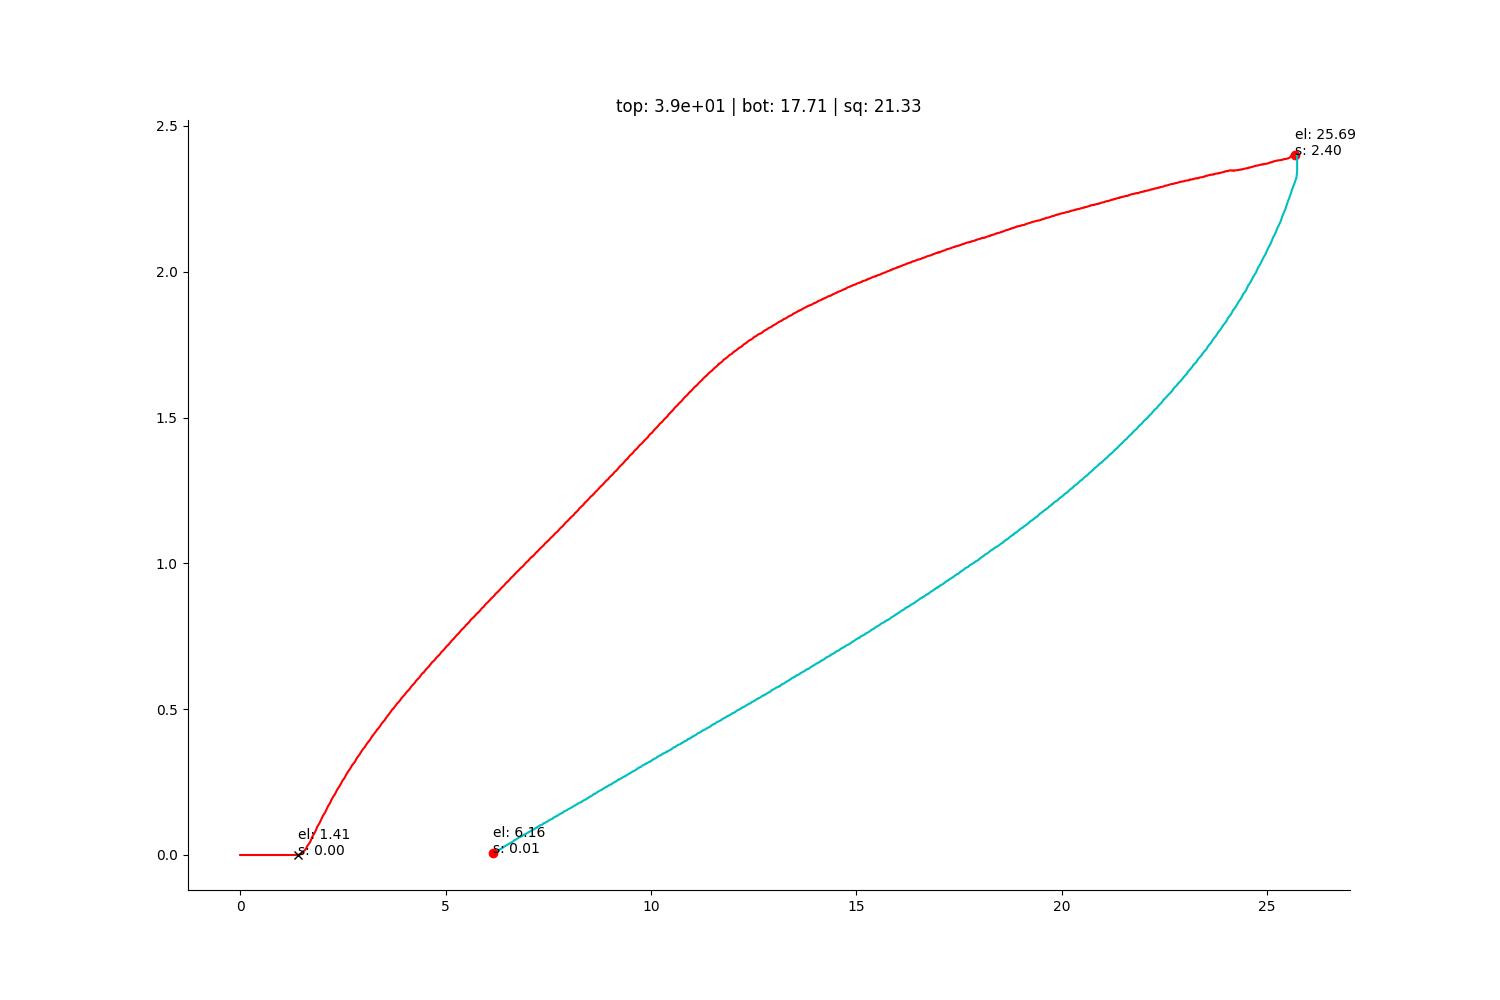 top: 3.9e+01 | bot: 17.71 | sq: 21.33
2.5
el: 25.69
s: 2.40
2.0
1.5
1.0
0.5
el: 1.41
s: 0.00
el: 6.16
s: 0.01
0.0
0 5 10 15 20 25